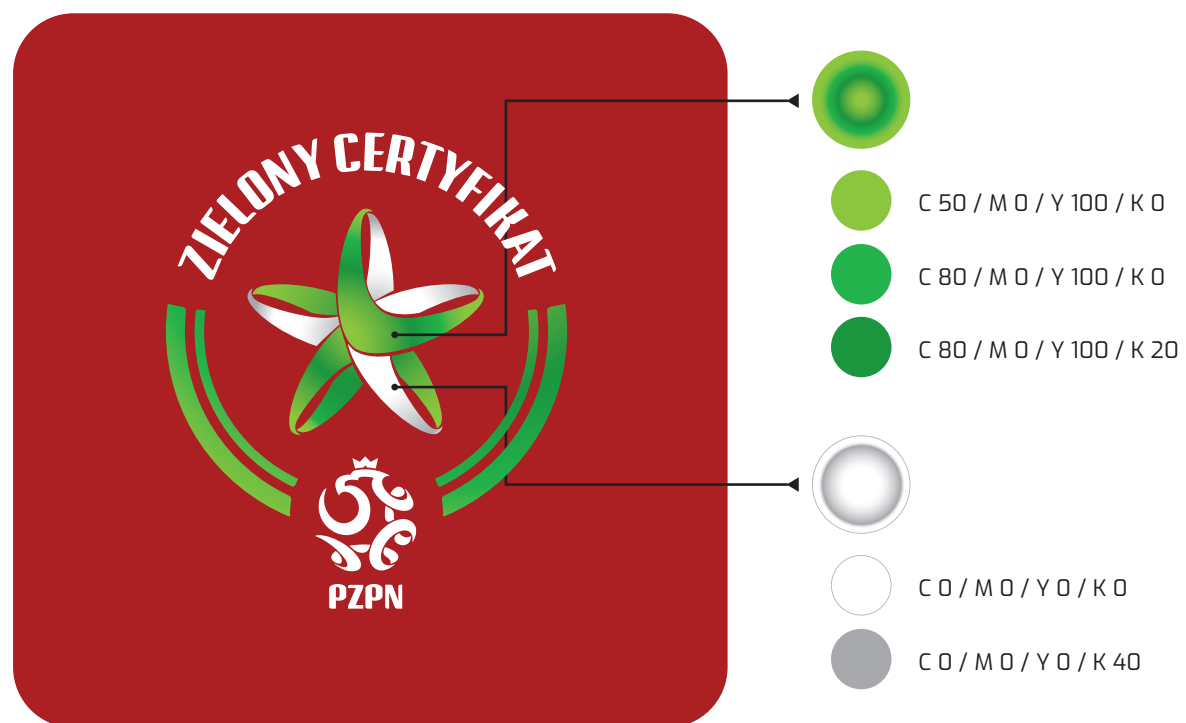 ZIELONY CERTYFIKAT
PZPN
C 50 / M 0 / Y 100 / K 0
C 80 / M 0 / Y 100 / K 0
C 80 / M 0 / Y 100 / K 20
C 0 / M 0 / Y 0 / K 0
C 0 / M 0 / Y 0 / K 40